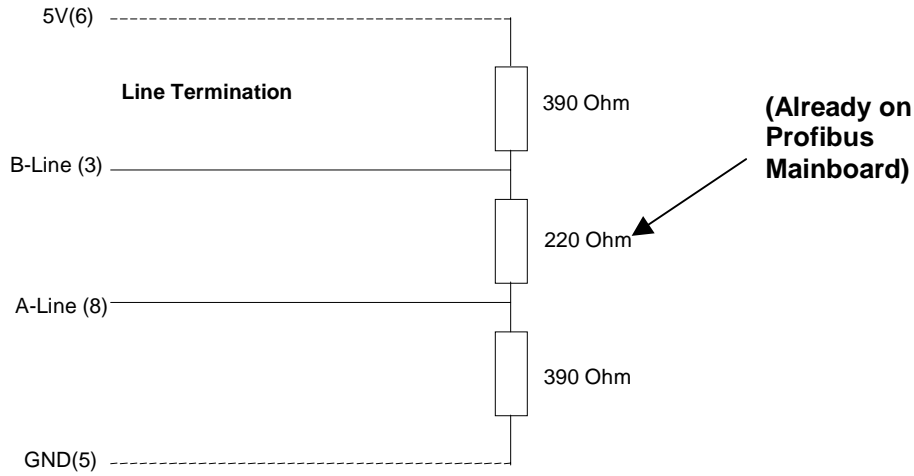 5V(6)
Line Termination
390 Ohm
(Already on
Profibus
Mainboard)
B-Line (3)
220 Ohm
A-Line (8)
390 Ohm
GND(5)